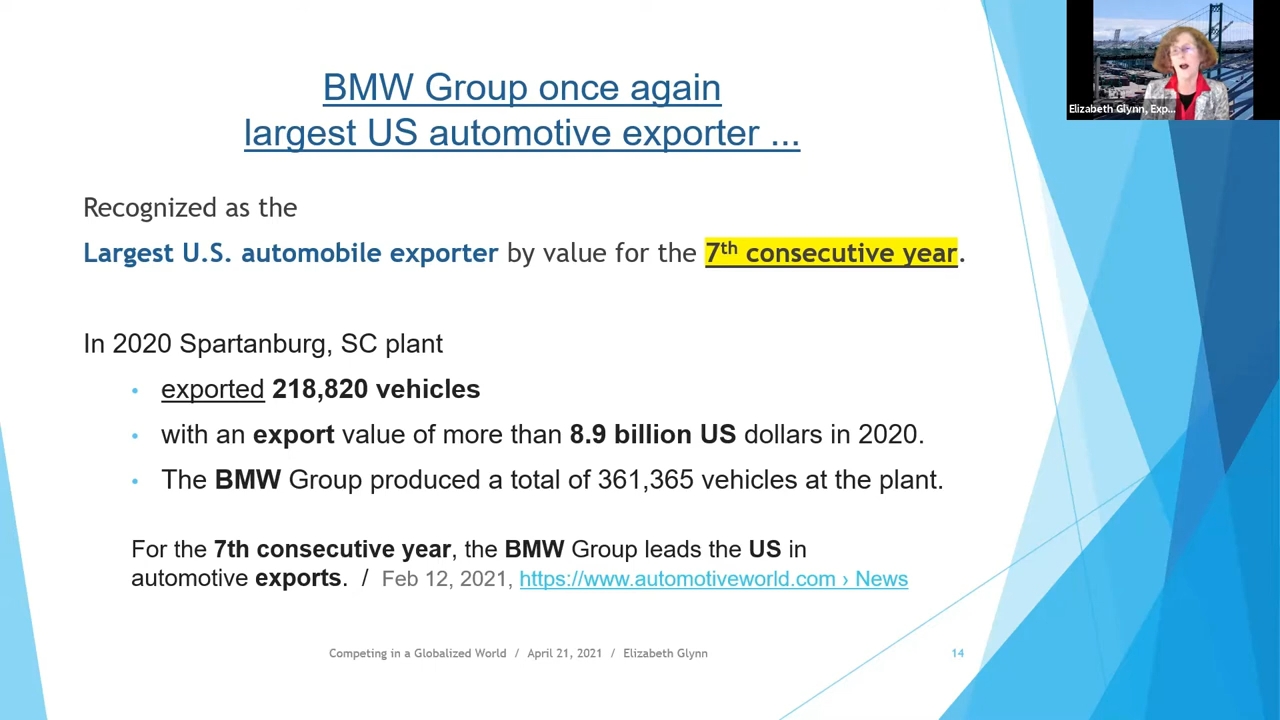 BMW Group once again
largest US automotive exporter ...
Elizabeth Glynn, Exp...
Recognized as the
Largest U.S. automobile exporter by value for the 7th consecutive year.
In 2020 Spartanburg, SC plant
• exported 218,820 vehicles
• with an export value of more than 8.9 billion US dollars in 2020.
• The BMW Group produced a total of 361,365 vehicles at the plant.
For the 7th consecutive year, the BMW Group leads the US in
automotive exports. / Feb 12, 2021, https://www.automotiveworld.com › News
Competing in a Globalized World / April 21, 2021 / Elizabeth Glynn
14